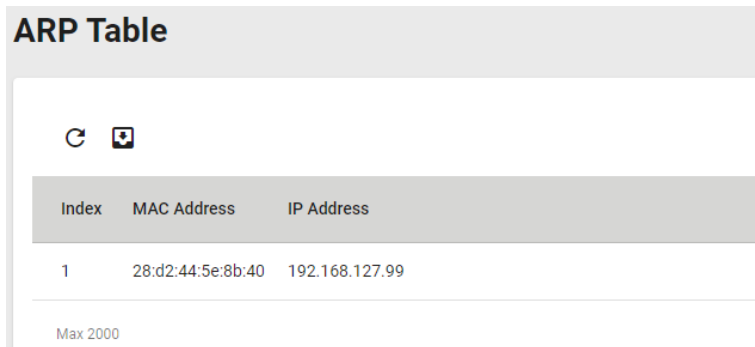 ARP Table
Index MAC Address IP Address
1 28:d2:44:5e:8b:40 192.168.127.99
Max 2000